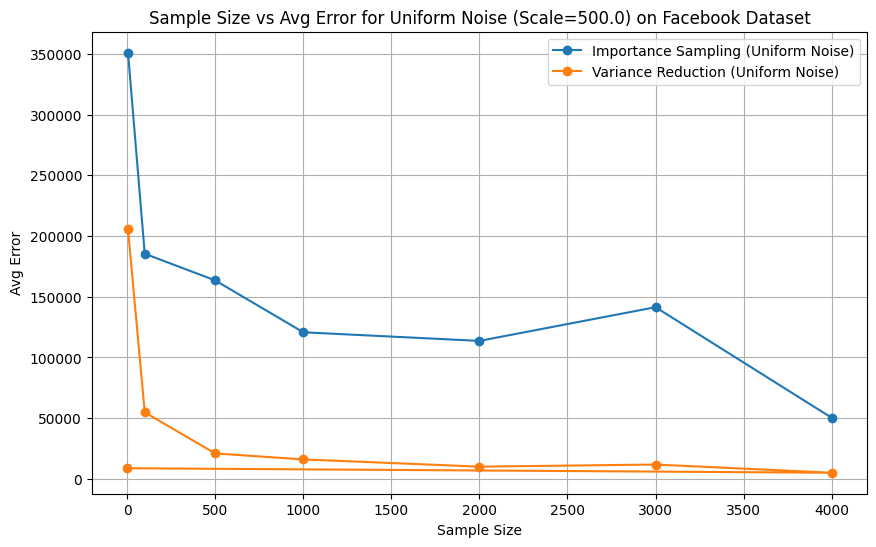 Sample Size vs Avg Error for Uniform Noise (Scale=500.0) on Facebook Dataset
Importance Sampling (Uniform Noise)
Variance Reduction (Uniform Noise)
Avg Error
350000
300000
250000
200000
150000
100000
50000
0
0 500 1000 1500 2000 2500 3000 3500 4000
Sample Size